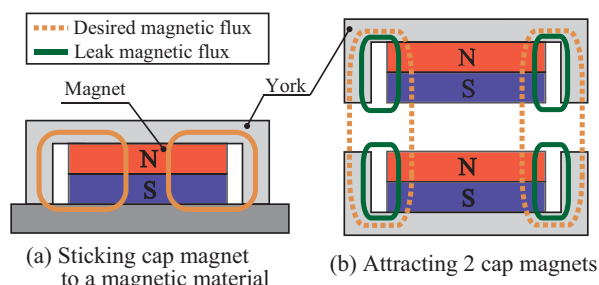 Desired magnetic flux
Leak magnetic flux
Magnet
York
N
S
N
S
N
S
(a) Sticking cap magnet
to a magnetic material
(b) Attracting 2 cap magnets